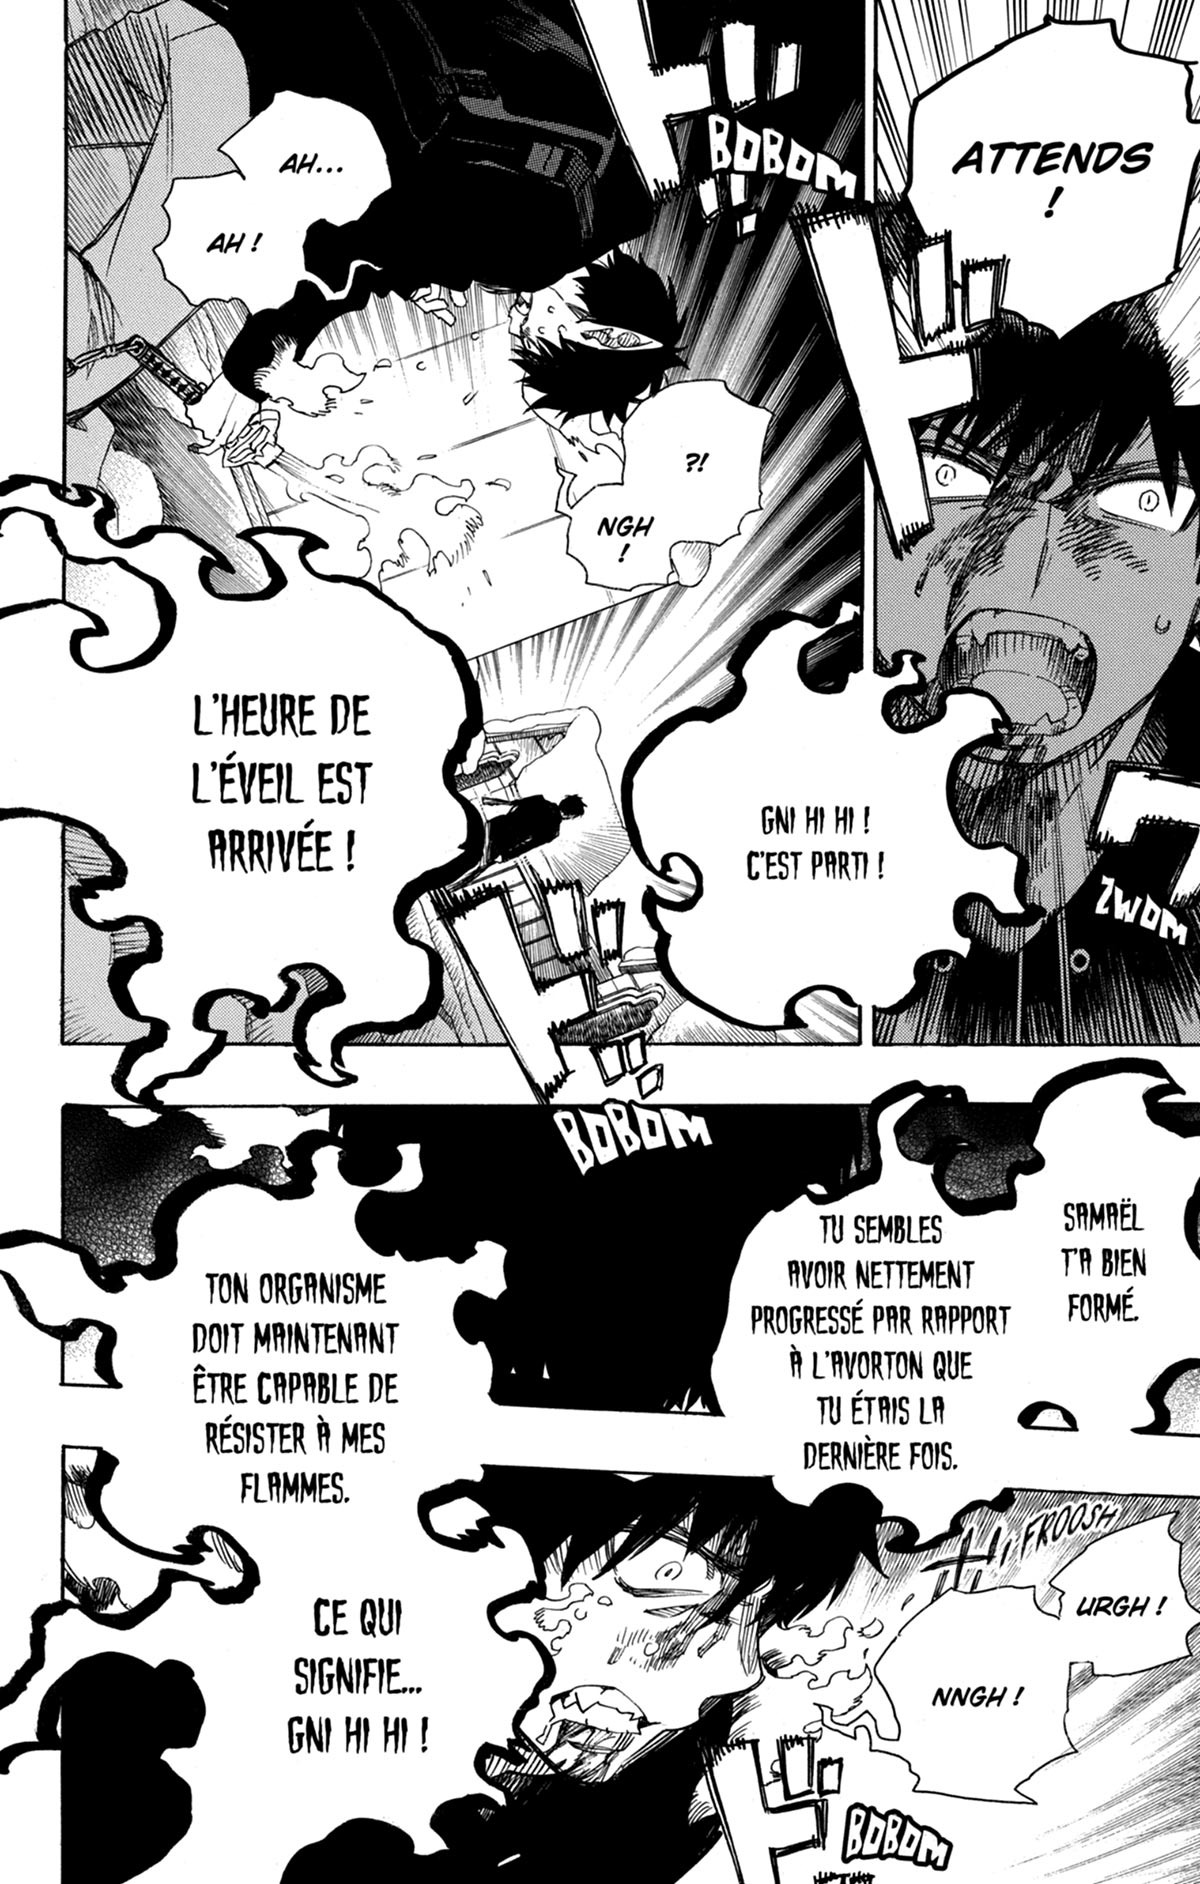 ATTENDS
!
BOBOM
AH...
AH !
?!
NGH
!
ZWOM
GNI HI HI !
C'EST PARTI !
L'HEURE DE
L'ÉVEIL EST
ARRIVÉE !
BOBOM
SAMAËL
T'A BIEN
FORMÉ.
TU SEMBLES
AVOIR NETTEMENT
PROGRESSÉ PAR RAPPORT
À L'AVORTON QUE
TU ÉTAIS LA
DERNIÈRE FOIS.
TON ORGANISME
DOIT MAINTENANT
ÊTRE CAPABLE DE
RÉSISTER À MES
FLAMMES.
FROOSH
URGH !
NNGH !
CE QUI
SIGNIFIE...
GNI HI HI !
ド
BOBOM